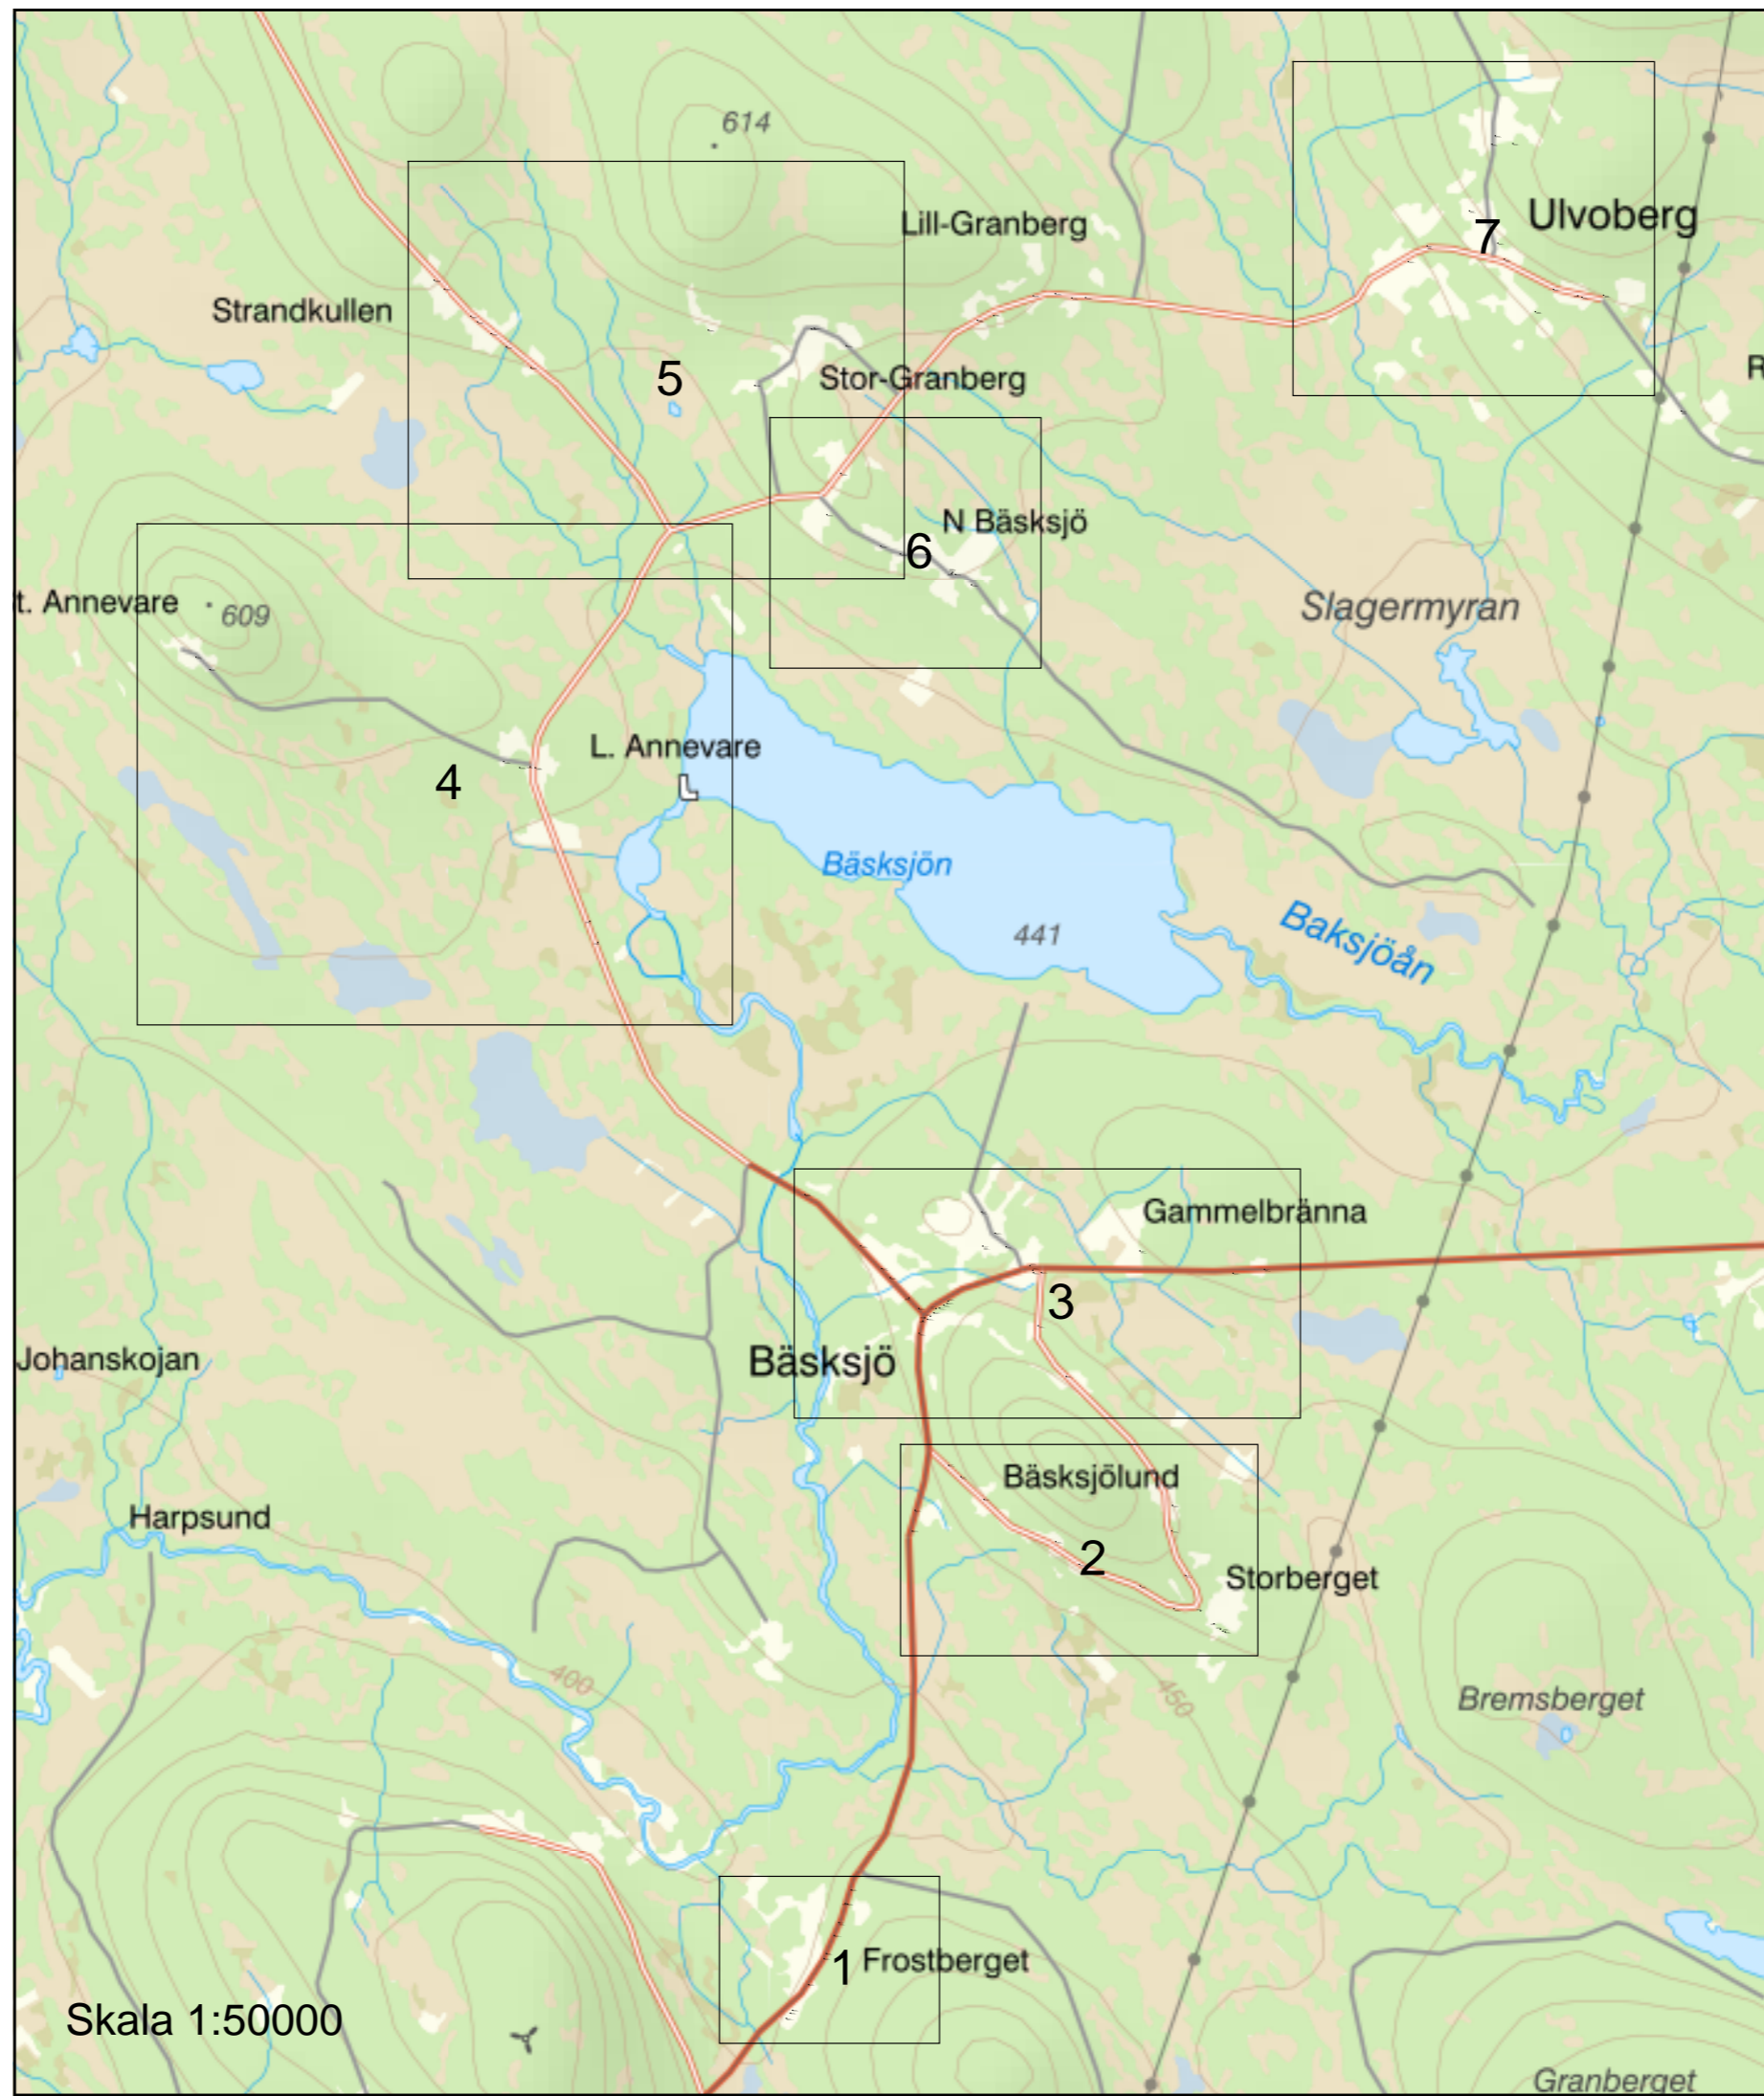 614
Lill-Granberg
Ulvoberg
7
Strandkullen
R
5
Stor-Granberg
N Bäsksjö
6
t. Annevare
609
Slagermyran
L. Annevare
4
Bäsksjön
441
Baksjöån
Gammelbränna
3
Johanskojan
Bäsksjö
Bäsksjölund
Harpsund
2
Storberget
400
450
Bremsberget
1
Frostberget
Skala 1:50000
Granberget